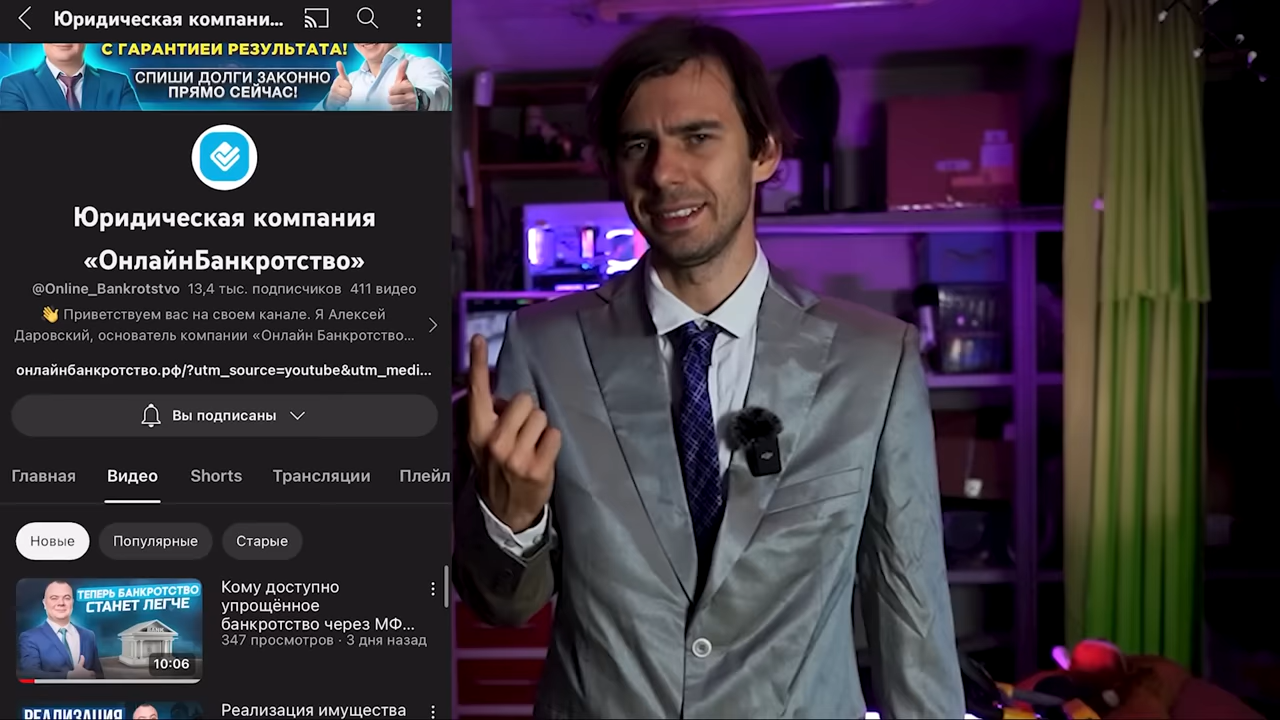 Юридическая компани...
С ГАРАНТИЕЙ РЕЗУЛЬТАТА!
СПИШИ ДОЛГИ ЗАКОННО
ПРЯМО СЕЙЧАС!
Юридическая компания
«ОнлайнБанкротство»
@Online_Bankrotstvo 13,4 тыс. подписчиков 411 видео
👋 Приветствуем вас на своем канале. Я Алексей
Даровский, основатель компании «Онлайн Банкротство...
онлайнбанкротство.рф/?utm_source=youtube&utm_medi...
Вы подписаны
Главная Видео Shorts Трансляции Плейл
Новые Популярные Старые
ТЕПЕРЬ БАНКРОТСТВО
СТАНЕТ ЛЕГЧЕ
БАНК
10:06
Кому доступно
упрощённое
банкротство через МФ...
347 просмотров · 3 дня назад
РЕАЛИЗАЦИЯ
Реализация имущества